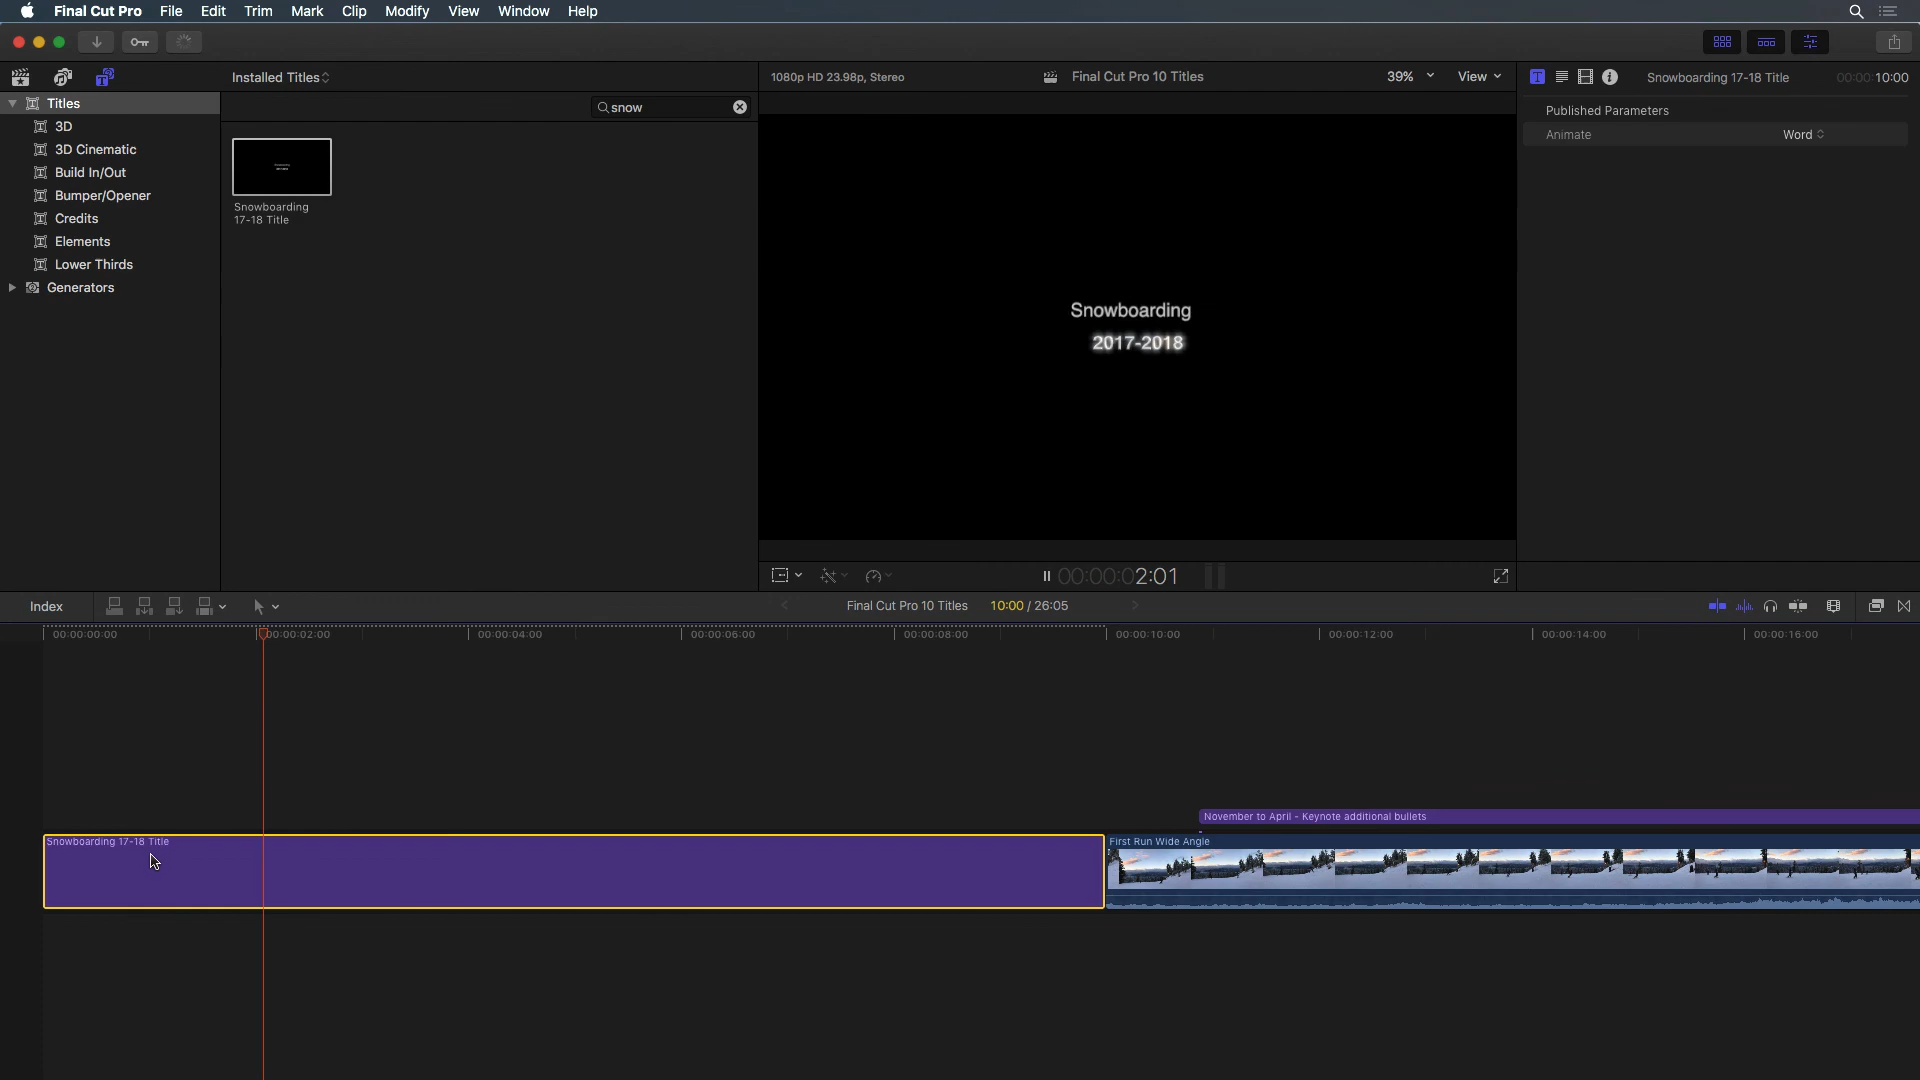 Final Cut Pro File Edit Trim Mark Clip Modify View Window Help
Installed Titles
1080p HD 23.98p, Stereo
Final Cut Pro 10 Titles
39%
View
Snowboarding 17-18 Title
00:00:10:00
Titles
snow
Published Parameters
3D
Animate
Word
3D Cinematic
Build In/Out
Bumper/Opener
Snowboarding
17-18 Title
Credits
Elements
Lower Thirds
Generators
Snowboarding
2017-2018
00:00:02:01
Index
Final Cut Pro 10 Titles
10:00 / 26:05
00:00:00:00
00:00:02:00
00:00:04:00
00:00:06:00
00:00:08:00
00:00:10:00
00:00:12:00
00:00:14:00
00:00:16:00
November to April - Keynote additional bullets
Snowboarding 17-18 Title
First Run Wide Angle